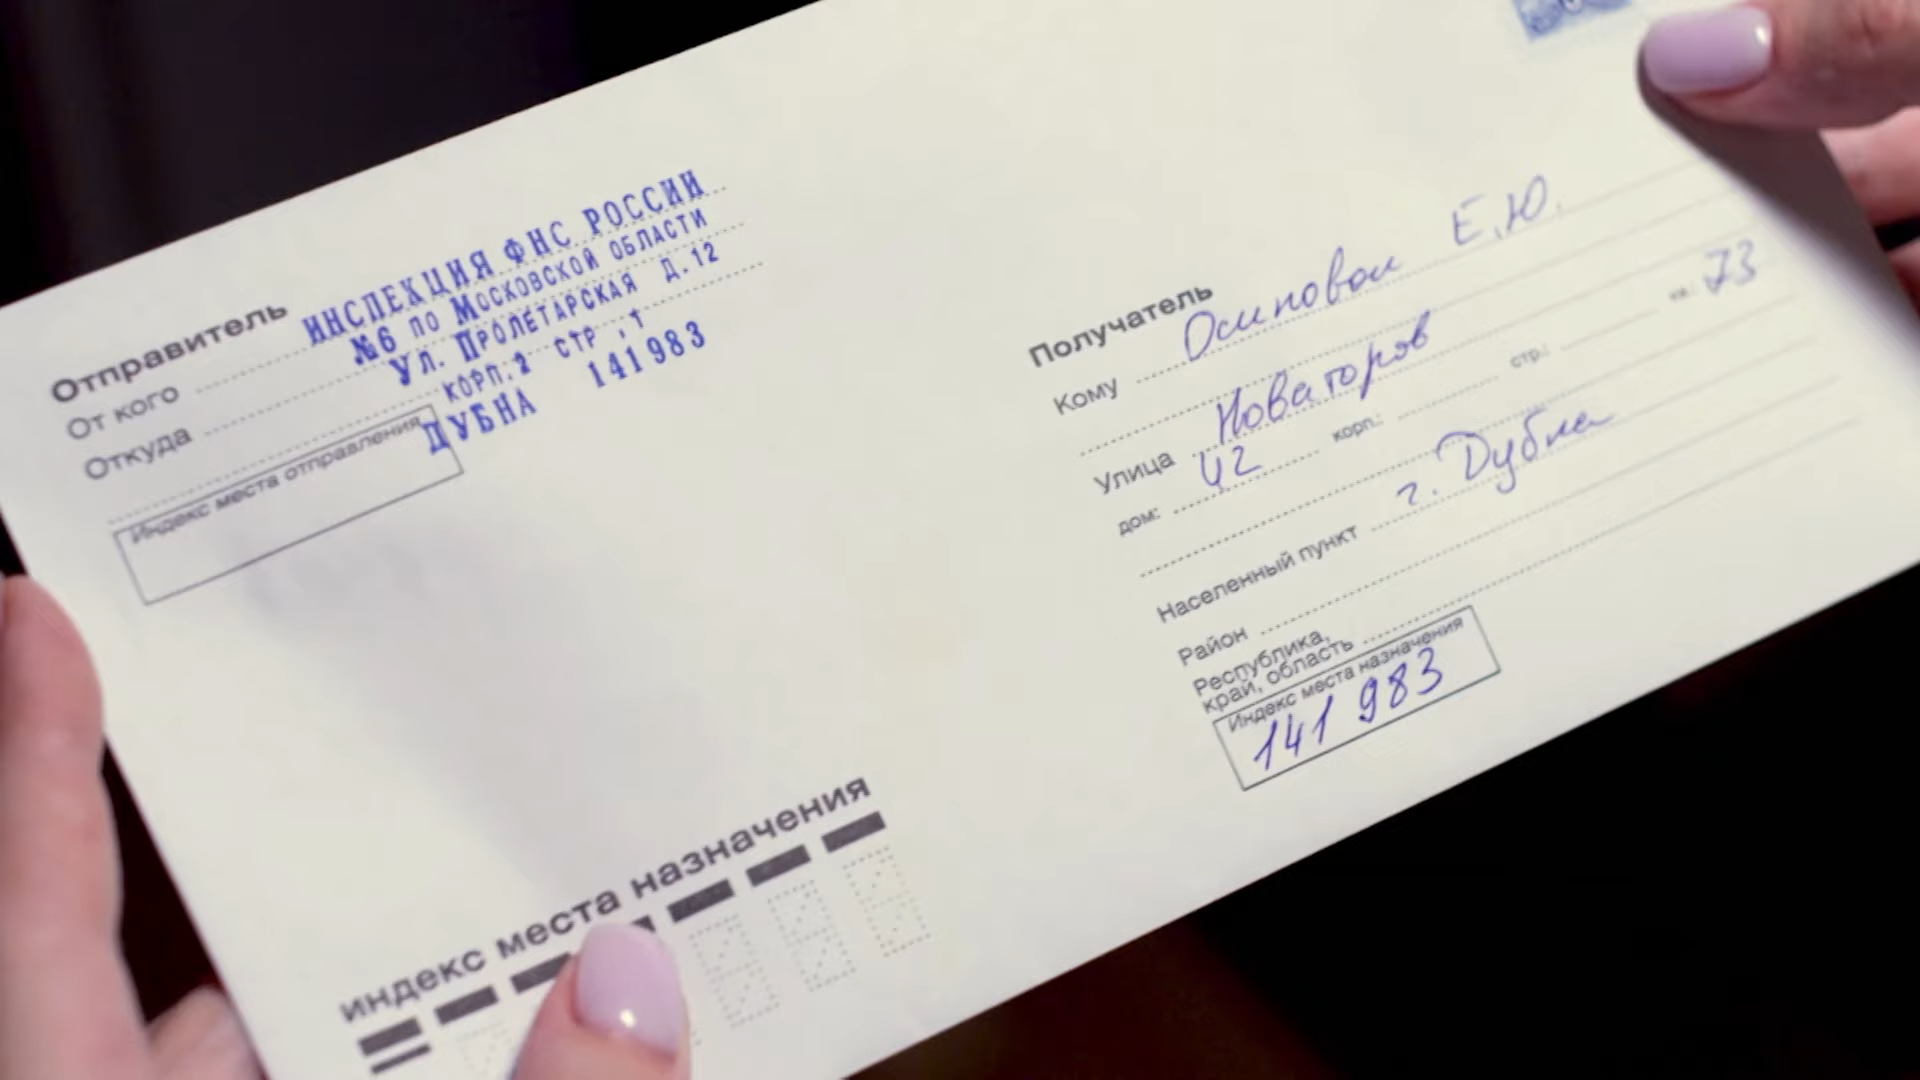 Отправитель
От кого ИНСПЕКЦИЯ ФНС РОССИИ
№6 по Московской области
Откуда Ул. Пролетарская д.12
корп.2 стр.1
Дубна 141983
Индекс места отправления
Получатель
Кому Осиповой Е.Ю.
Улица Новаторов
дом: 42 корп.: стр.: кв.: 73
Населенный пункт г. Дубна
Район
Республика,
край, область
Индекс места назначения
141 983
индекс места назначения